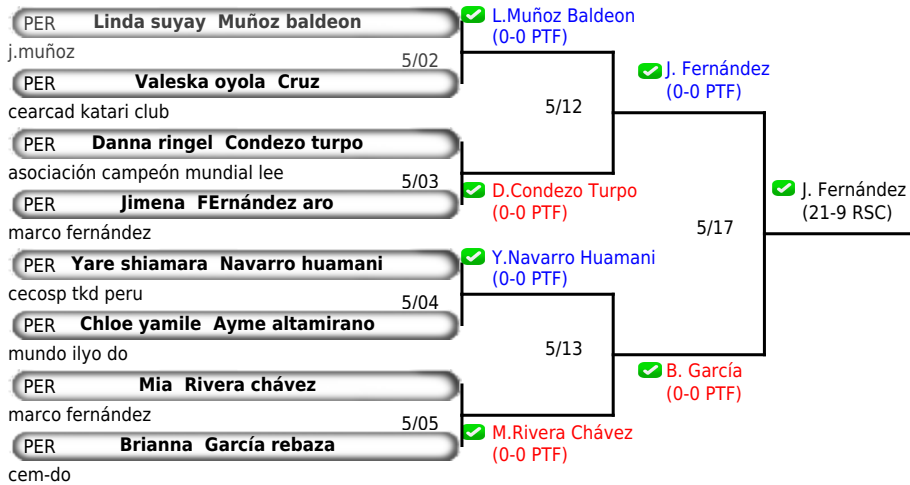 PER Linda suyay Muñoz baldeon
j.muñoz
5/02
PER Valeska oyola Cruz
cearcad katari club
PER Danna ringel Condezo turpo
asociación campeón mundial lee
5/03
PER Jimena FErnández aro
marco fernández
PER Yare shiamara Navarro huamani
cecosp tkd peru
5/04
PER Chloe yamile Ayme altamirano
mundo ilyo do
PER Mia Rivera chávez
marco fernández
5/05
PER Brianna García rebaza
cem-do
L.Muñoz Baldeon
(0-0 PTF)
5/12
D.Condezo Turpo
(0-0 PTF)
Y.Navarro Huamani
(0-0 PTF)
5/13
M.Rivera Chávez
(0-0 PTF)
J. Fernández
(0-0 PTF)
5/17
B. García
(0-0 PTF)
J. Fernández
(21-9 RSC)